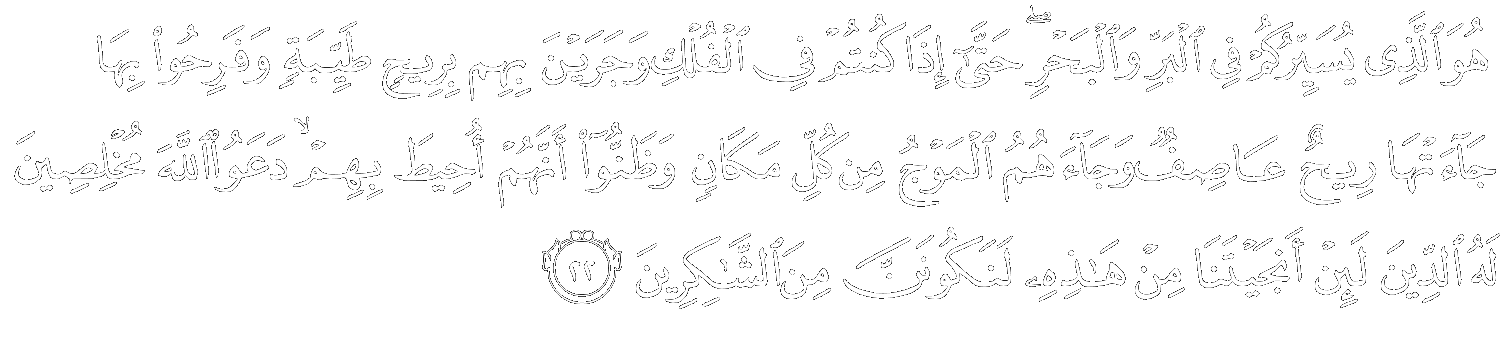 هُوَ ٱلَّذِى يُسَيِّرُكُمْ فِى ٱلْبَرِّ وَٱلْبَحْرِ ۖ حَتَّىٰٓ إِذَا كُنتُمْ فِى ٱلْفُلْكِ وَجَرَيْنَ بِهِم بِرِيحٍ طَيِّبَةٍ وَفَرِحُوا۟ بِهَا
جَآءَتْهَا رِيحٌ عَاصِفٌ وَجَآءَهُمُ ٱلْمَوْجُ مِن كُلِّ مَكَانٍ وَظَنُّوٓا۟ أَنَّهُمْ أُحِيطَ بِهِمْ ۙ دَعَوُا۟ ٱللَّهَ مُخْلِصِينَ
لَهُ ٱلدِّينَ لَئِنْ أَنجَيْتَنَا مِنْ هَـٰذِهِۦ لَنَكُونَنَّ مِنَ ٱلشَّـٰكِرِينَ ٢٢